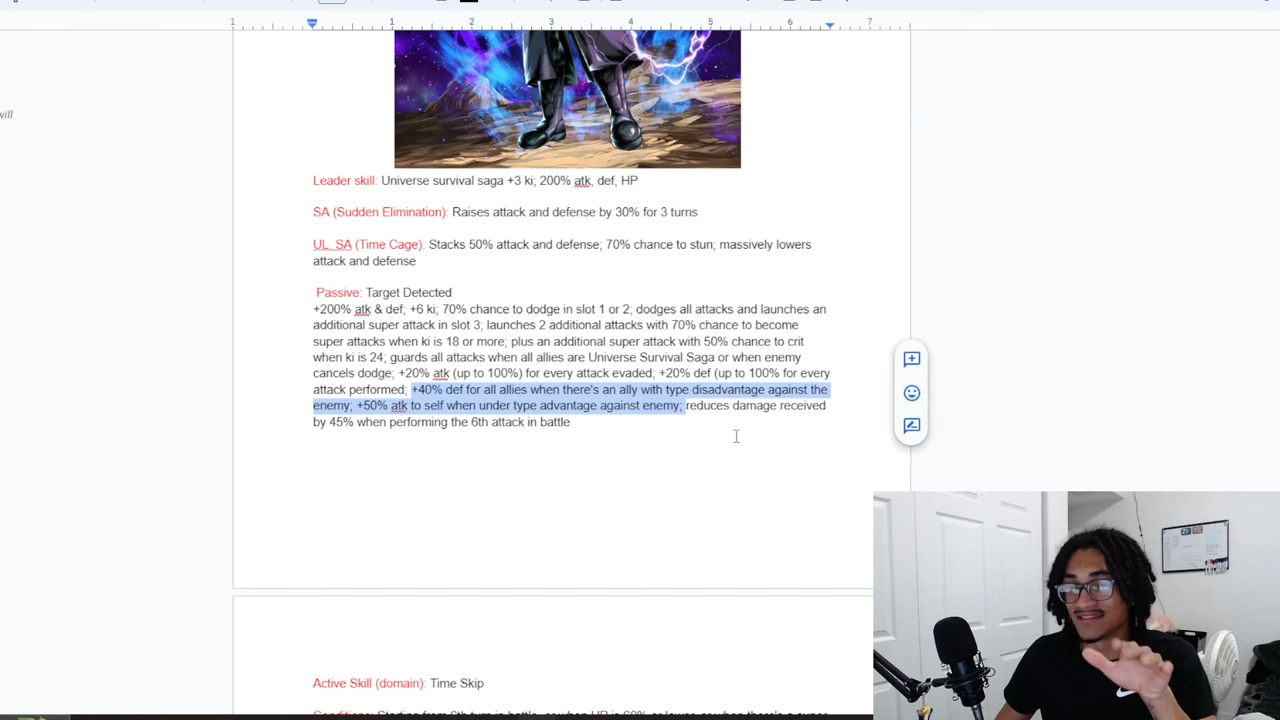 1 1 2 3 4 5 6 7
will
Leader skill: Universe survival saga +3 ki; 200% atk, def, HP
SA (Sudden Elimination): Raises attack and defense by 30% for 3 turns
UL. SA (Time Cage): Stacks 50% attack and defense; 70% chance to stun; massively lowers
attack and defense
Passive: Target Detected
+200% atk & def; +6 ki; 70% chance to dodge in slot 1 or 2; dodges all attacks and launches an
additional super attack in slot 3; launches 2 additional attacks with 70% chance to become
super attacks when ki is 18 or more; plus an additional super attack with 50% chance to crit
when ki is 24; guards all attacks when all allies are Universe Survival Saga or when enemy
cancels dodge; +20% atk (up to 100%) for every attack evaded; +20% def (up to 100% for every
attack performed; +40% def for all allies when there's an ally with type disadvantage against the
enemy; +50% atk to self when under type advantage against enemy; reduces damage received
by 45% when performing the 6th attack in battle
Active Skill (domain): Time Skip